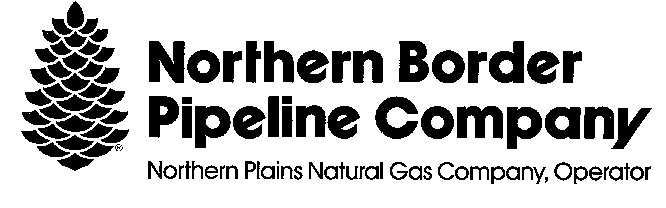 Northern Border
Pipeline Company
®
Northern Plains Natural Gas Company, Operator